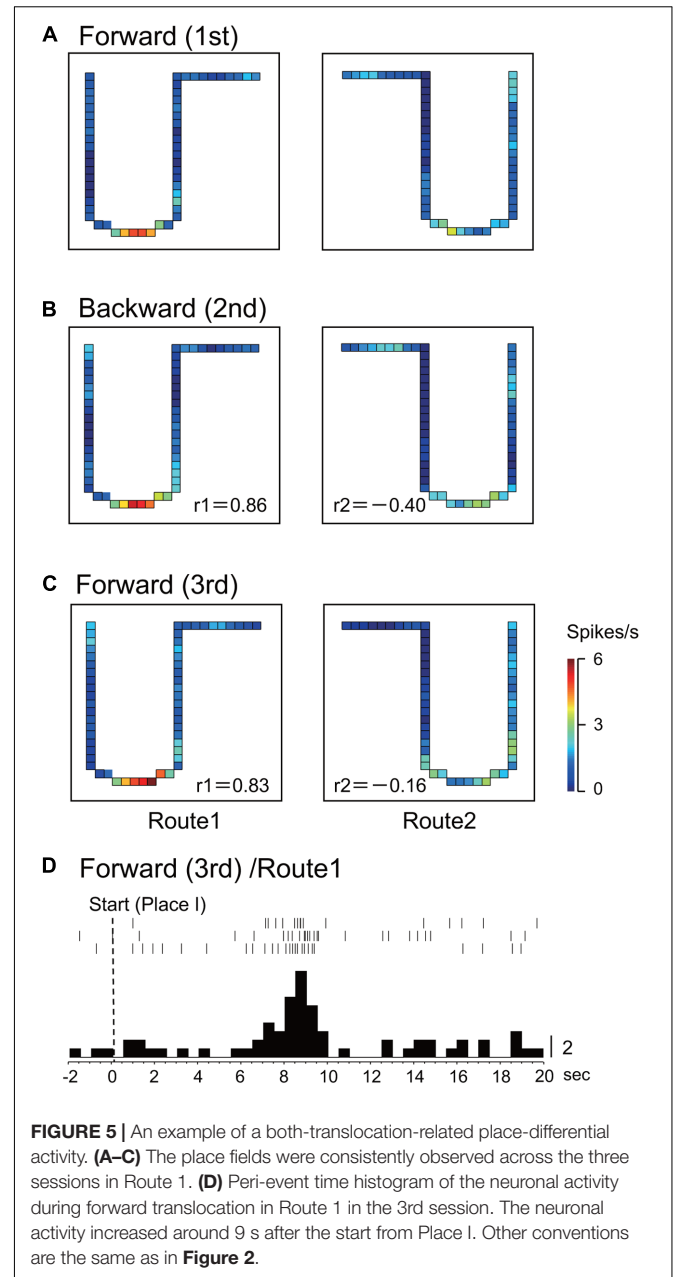 A Forward (1st)
B Backward (2nd)
r1=0.86
r2=−0.40
C Forward (3rd)
Spikes/s
6
3
0
r1=0.83
r2=−0.16
Route1
Route2
D Forward (3rd) /Route1
Start (Place I)
2
-2 0 2 4 6 8 10 12 14 16 18 20 sec
FIGURE 5 | An example of a both-translocation-related place-differential
activity. (A–C) The place fields were consistently observed across the three
sessions in Route 1. (D) Peri-event time histogram of the neuronal activity
during forward translocation in Route 1 in the 3rd session. The neuronal
activity increased around 9 s after the start from Place I. Other conventions
are the same as in Figure 2.